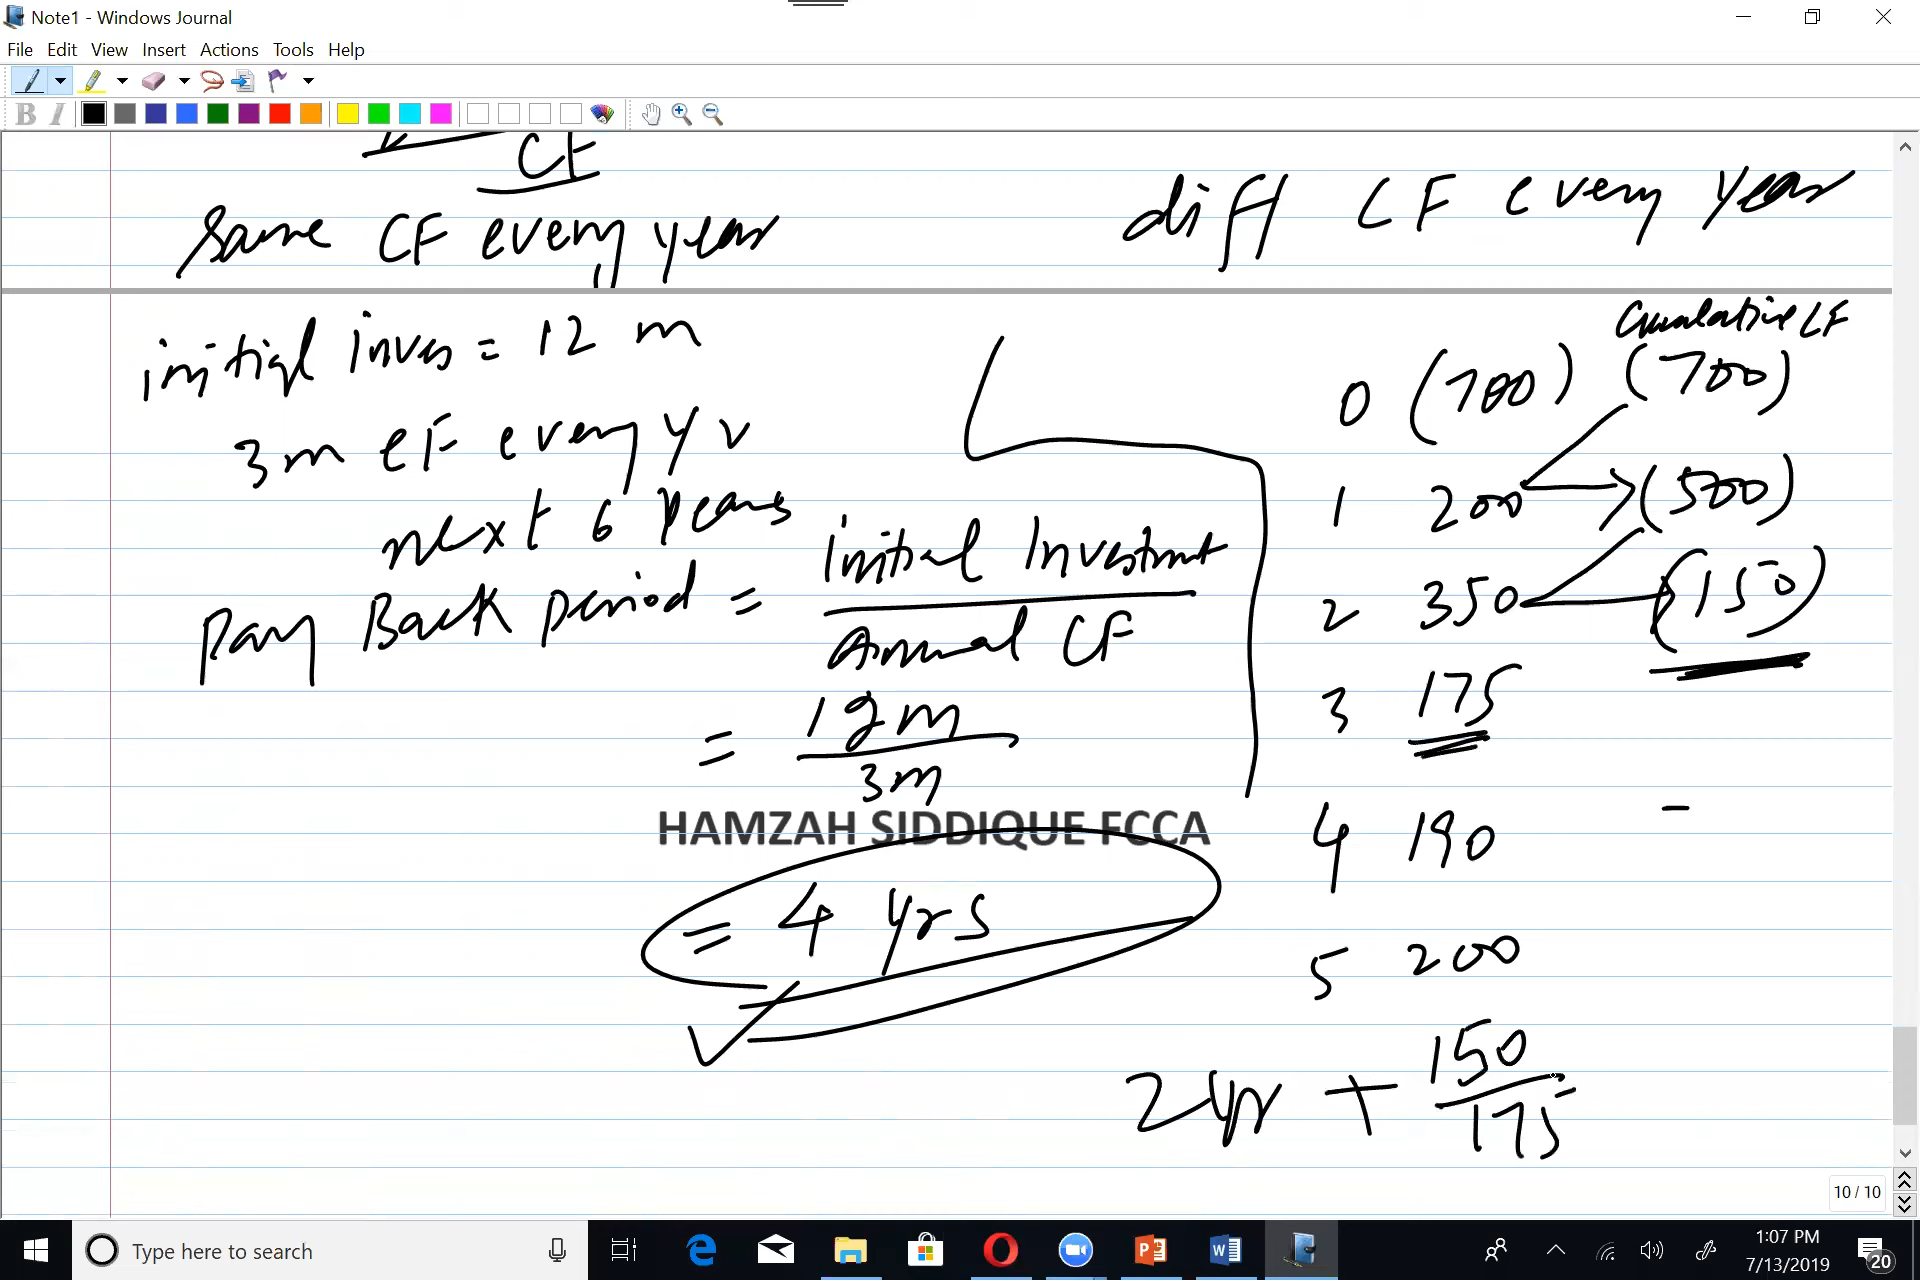 Note1 - Windows Journal
File Edit View Insert Actions Tools Help
B I
CF
Same CF every year
diff CF every year
initial inves = 12 m
3m CF every yr
next 6 years
Pay Back period = initial Investment
Annual CF
= 12m
3m
HAMZAH SIDDIQUE FCCA
= 4 yrs
Cumulative CF
0 (700) (700)
1 200 (500)
2 350 (150)
3 175
4 190 -
5 200
2 yr + 150
175
10 / 10
Type here to search
1:07 PM
7/13/2019
20